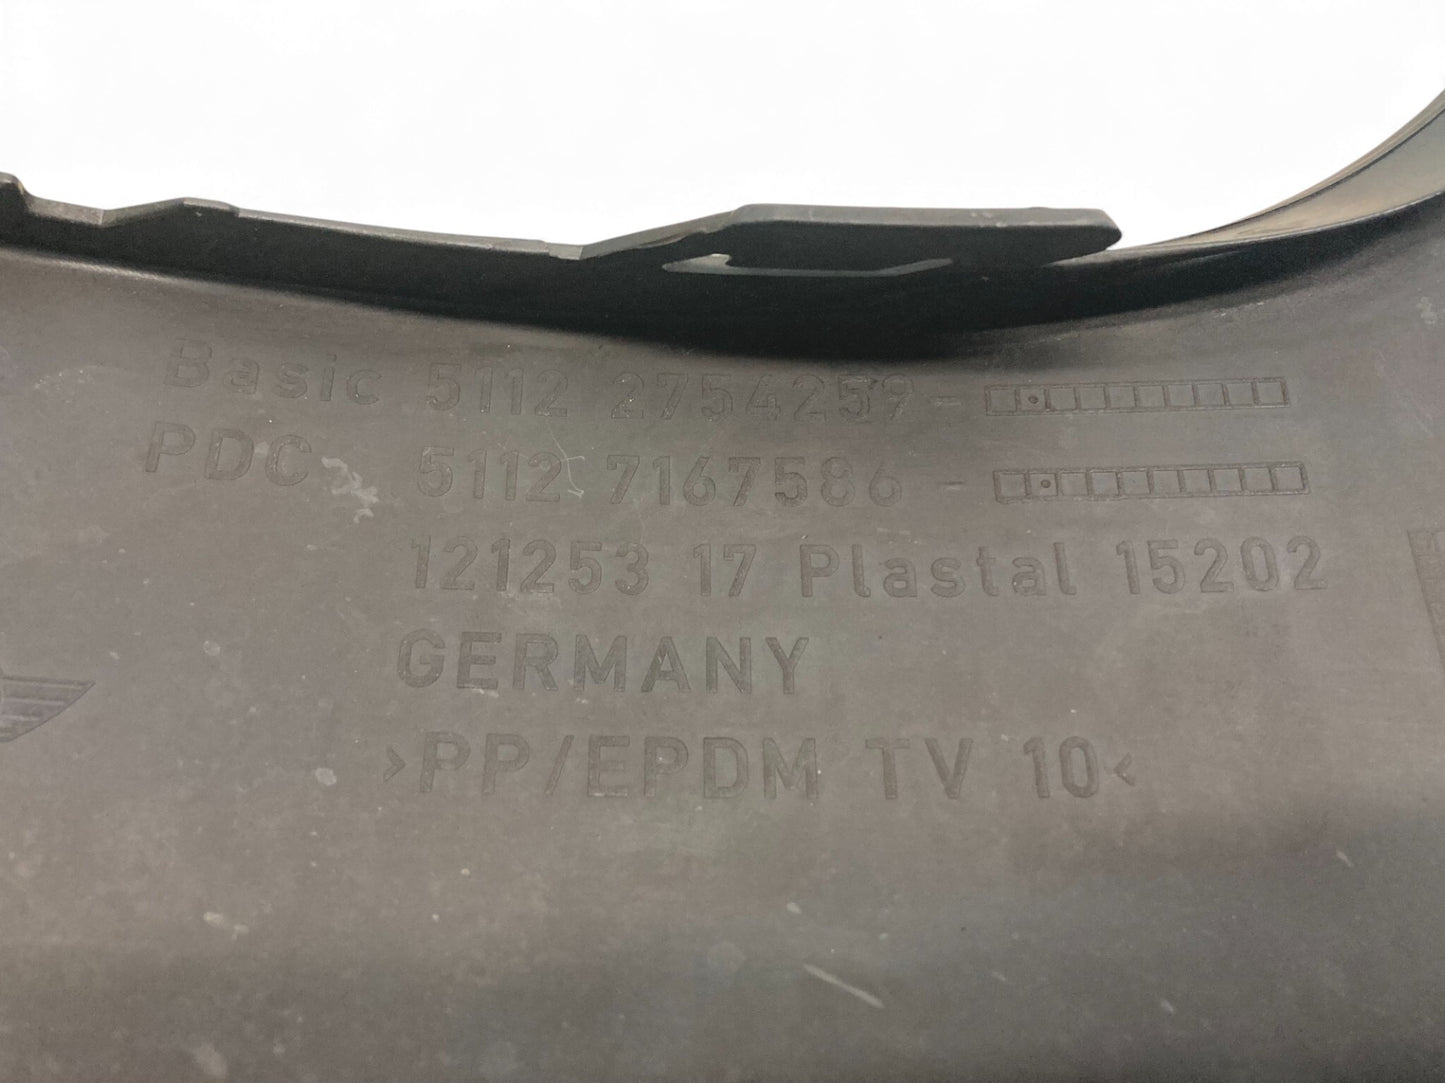 Basic 5112 2754259-
PDC 5112 7167586 -
121253 17 Plastal 15202
GERMANY
>PP/EPDM TV 10<